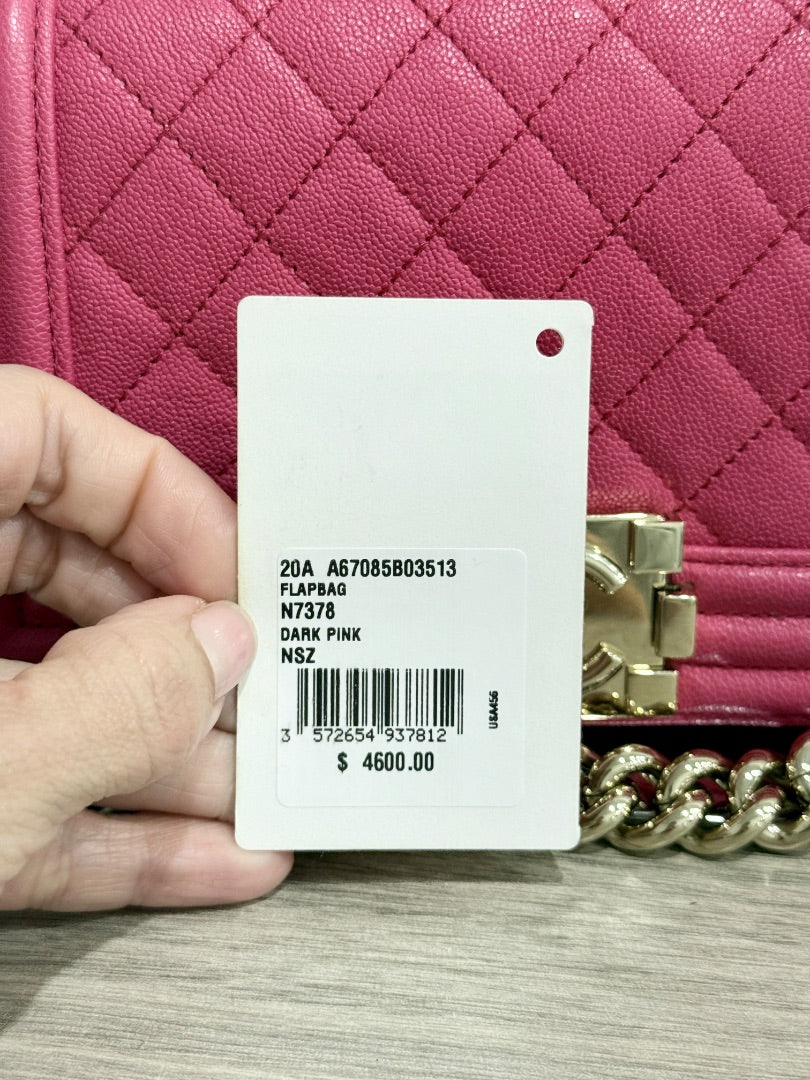 20A A67085B03513
FLAPBAG
N7378
DARK PINK
NSZ
3 572654 937812
USA456
$ 4600.00